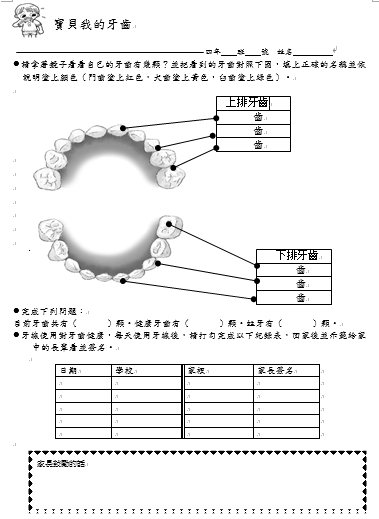 寶貝我的牙齒
四年 班 號 姓名
●請拿著鏡子看看自己的牙齒有幾顆？並把看到的牙齒對照下圖，填上正確的名稱並依
說明塗上顏色（門齒塗上紅色，犬齒塗上黃色，臼齒塗上綠色）。
上排牙齒
齒
齒
齒
下排牙齒
齒
齒
齒
●完成下列問題：
目前牙齒共有（ ）顆。健康牙齒有（ ）顆。蛀牙有（ ）顆。
●牙線使用對牙齒健康，每天使用牙線後，請打勾完成以下紀錄表，回家後並示範給家
中的長輩看並簽名。
日期 學校 家裡 家長簽名
家長鼓勵的話